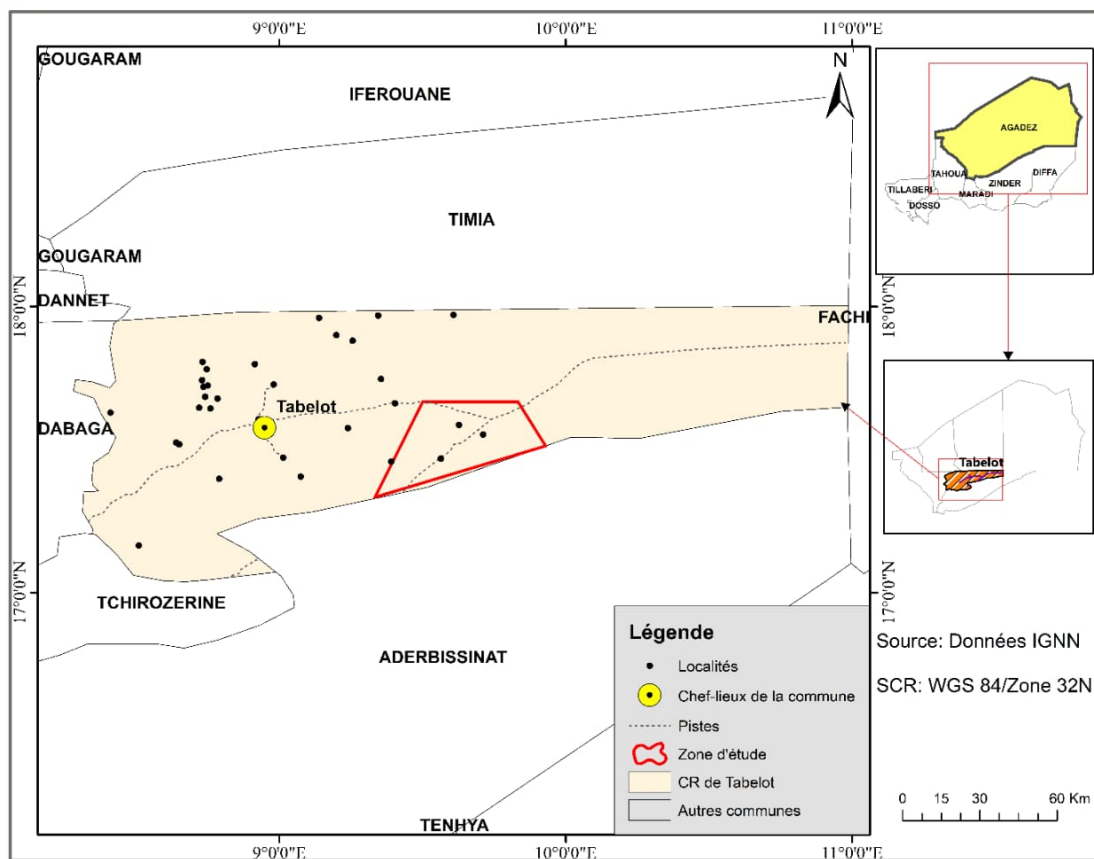 9°0'0"E
10°0'0"E
11°0'0"E
GOUGARAM
IFEROUANE
N
TIMIA
GOUGARAM
DANNET
18°0'0"N
18°0'0"N
FACHI
Tabelot
DABAGA
17°0'0"N
17°0'0"N
TCHIROZERINE
ADERBISSINAT
TENHYA
9°0'0"E
10°0'0"E
11°0'0"E
Légende
Localités
Chef-lieux de la commune
Pistes
Zone d'étude
CR de Tabelot
Autres communes
AGADEZ
TAHOUA
DIFFA
ZINDER
TILLABERI
MARADI
DOSSO
Tabelot
Source: Données IGNN
SCR: WGS 84/Zone 32N
0 15 30 60 Km